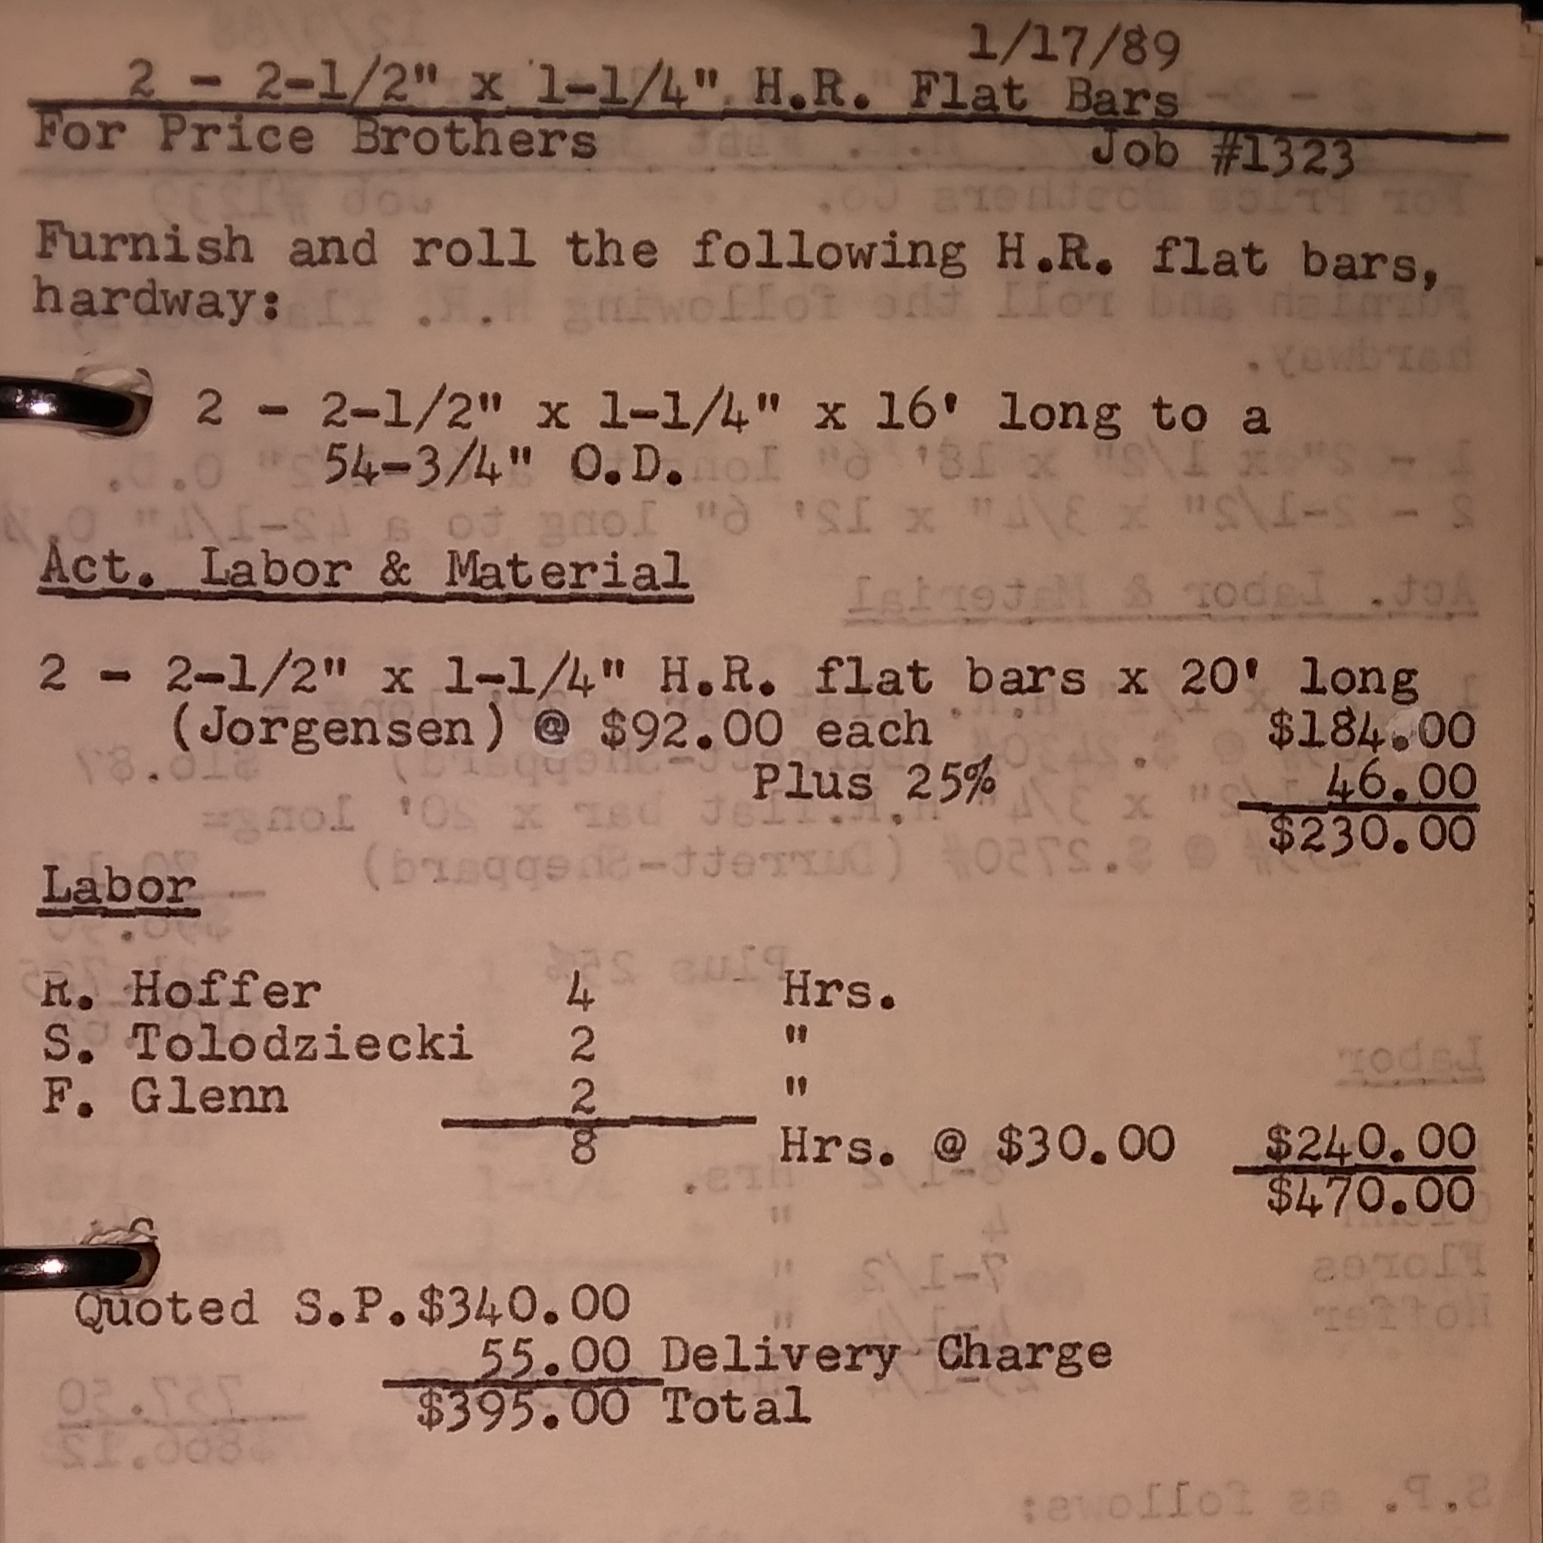 1/17/89
2 - 2-1/2" x 1-1/4" H.R. Flat Bars
For Price Brothers Job #1323
Furnish and roll the following H.R. flat bars,
hardway:
2 - 2-1/2" x 1-1/4" x 16' long to a
54-3/4" O.D.
Act. Labor & Material
2 - 2-1/2" x 1-1/4" H.R. flat bars x 20' long
(Jorgensen) @ $92.00 each $184.00
Plus 25% 46.00
$230.00
Labor
R. Hoffer 4 Hrs.
S. Tolodziecki 2 "
F. Glenn 2 "
8 Hrs. @ $30.00 $240.00
$470.00
Quoted S.P.$340.00
55.00 Delivery Charge
$395.00 Total